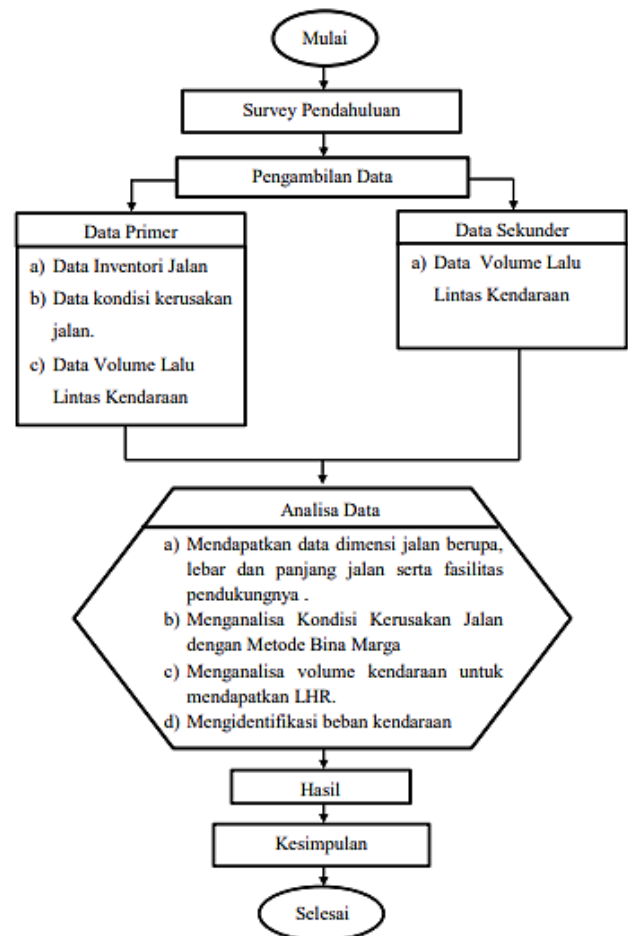 Mulai
Survey Pendahuluan
Pengambilan Data
Data Primer
a) Data Inventori Jalan
b) Data kondisi kerusakan
jalan.
c) Data Volume Lalu
Lintas Kendaraan
Data Sekunder
a) Data Volume Lalu
Lintas Kendaraan
Analisa Data
a) Mendapatkan data dimensi jalan berupa,
lebar dan panjang jalan serta fasilitas
pendukungnya .
b) Menganalisa Kondisi Kerusakan Jalan
dengan Metode Bina Marga
c) Menganalisa volume kendaraan untuk
mendapatkan LHR.
d) Mengidentifikasi beban kendaraan
Hasil
Kesimpulan
Selesai